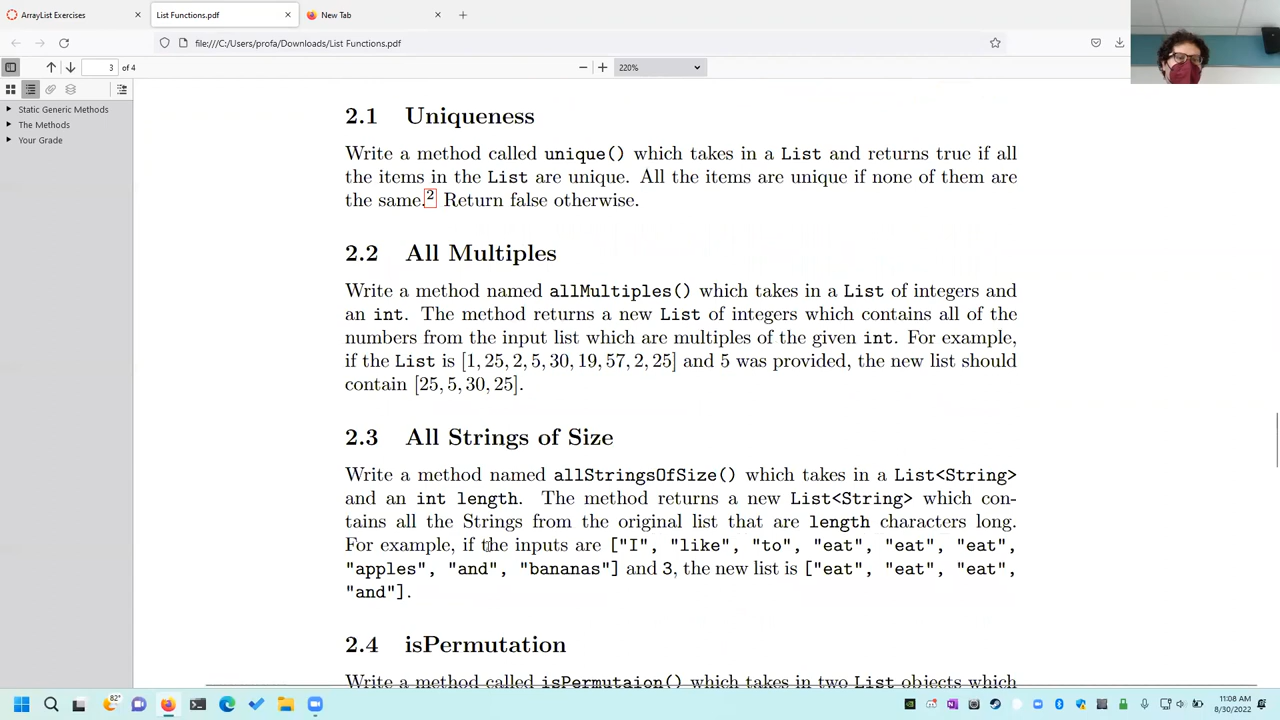 ArrayList Exercises
List Functions.pdf
New Tab
file:///C:/Users/profa/Downloads/List Functions.pdf
3 of 4
220%
Static Generic Methods
The Methods
Your Grade
2.1 Uniqueness
Write a method called unique() which takes in a List and returns true if all
the items in the List are unique. All the items are unique if none of them are
the same.2 Return false otherwise.
2.2 All Multiples
Write a method named allMultiples() which takes in a List of integers and
an int. The method returns a new List of integers which contains all of the
numbers from the input list which are multiples of the given int. For example,
if the List is [1, 25, 2, 5, 30, 19, 57, 2, 25] and 5 was provided, the new list should
contain [25, 5, 30, 25].
2.3 All Strings of Size
Write a method named allStringsOfSize() which takes in a List<String>
and an int length. The method returns a new List<String> which con-
tains all the Strings from the original list that are length characters long.
For example, if the inputs are ["I", "like", "to", "eat", "eat", "eat",
"apples", "and", "bananas"] and 3, the new list is ["eat", "eat", "eat",
"and"].
2.4 isPermutation
Write a method called isPermutaion() which takes in two List objects which
82°
11:08 AM
8/30/2022